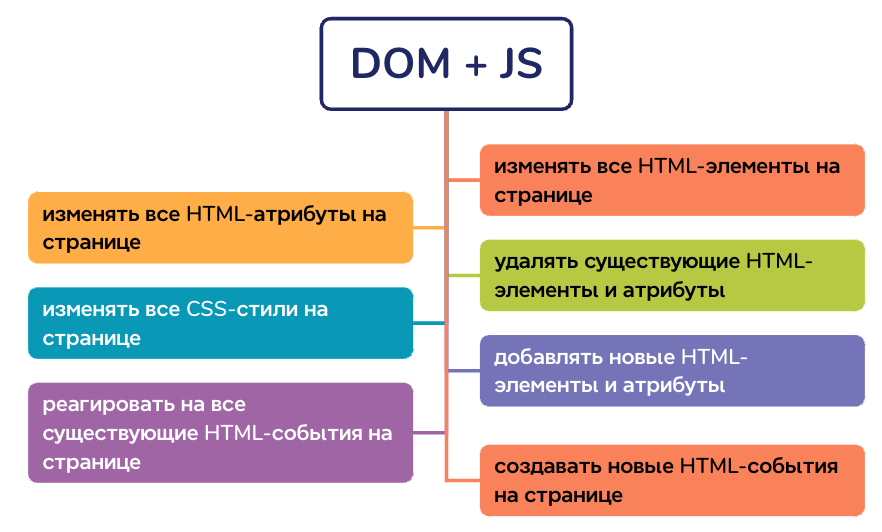 DOM + JS
изменять все HTML-элементы на
странице
изменять все HTML-атрибуты на
странице
удалять существующие HTML-
элементы и атрибуты
изменять все CSS-стили на
странице
добавлять новые HTML-
элементы и атрибуты
реагировать на все
существующие HTML-события на
странице
создавать новые HTML-события
на странице